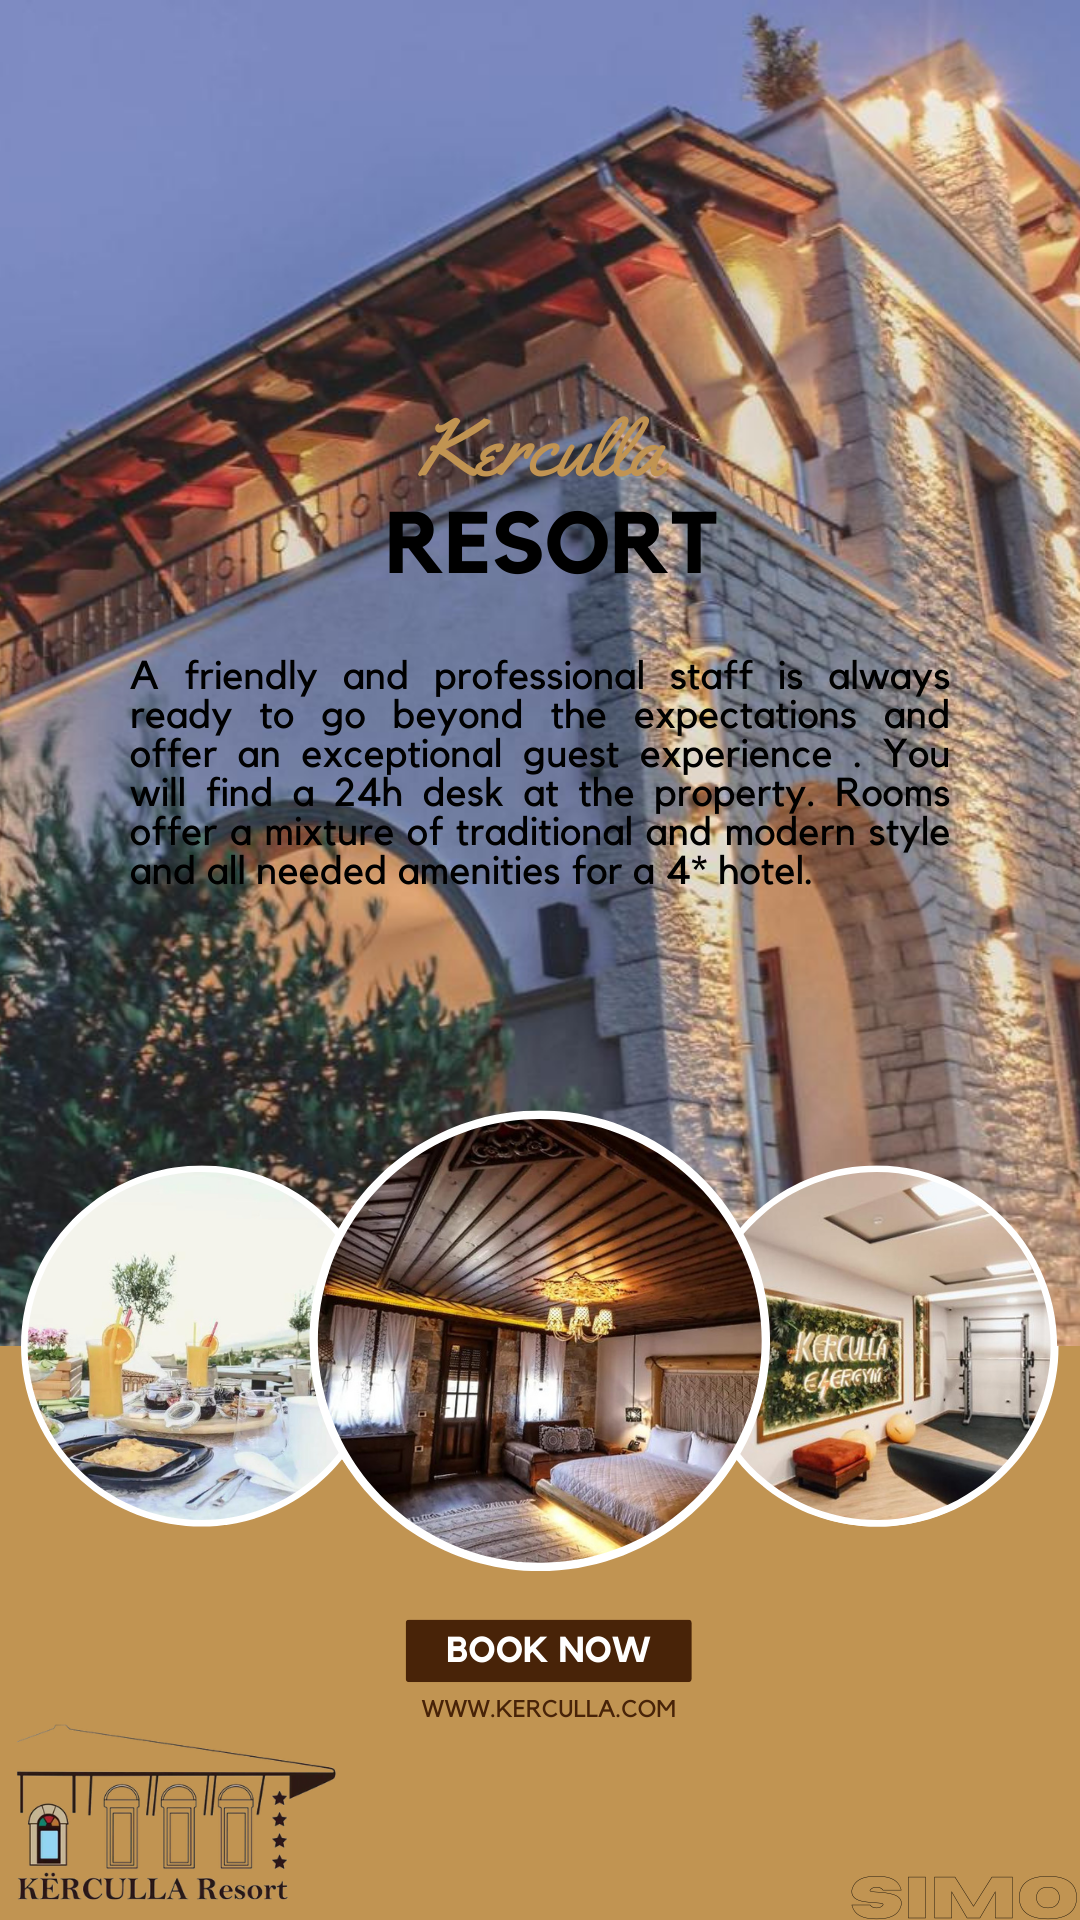 Kerculla
RESORT
A friendly and professional staff is always
ready to go beyond the expectations and
offer an exceptional guest experience . You
will find a 24h desk at the property. Rooms
offer a mixture of traditional and modern style
and all needed amenities for a 4* hotel.
KERCULLA
ENERGYM
BOOK NOW
WWW.KERCULLA.COM
KËRCULLA Resort
SIMO